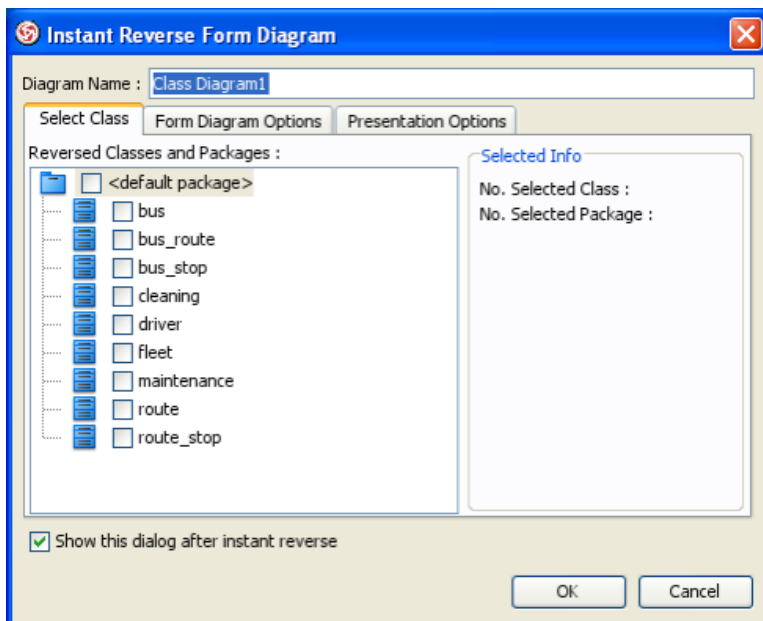 Instant Reverse Form Diagram
Diagram Name : Class Diagram1
Select Class Form Diagram Options Presentation Options
Reversed Classes and Packages :
<default package>
bus
bus_route
bus_stop
cleaning
driver
fleet
maintenance
route
route_stop
Selected Info
No. Selected Class :
No. Selected Package :
Show this dialog after instant reverse
OK Cancel